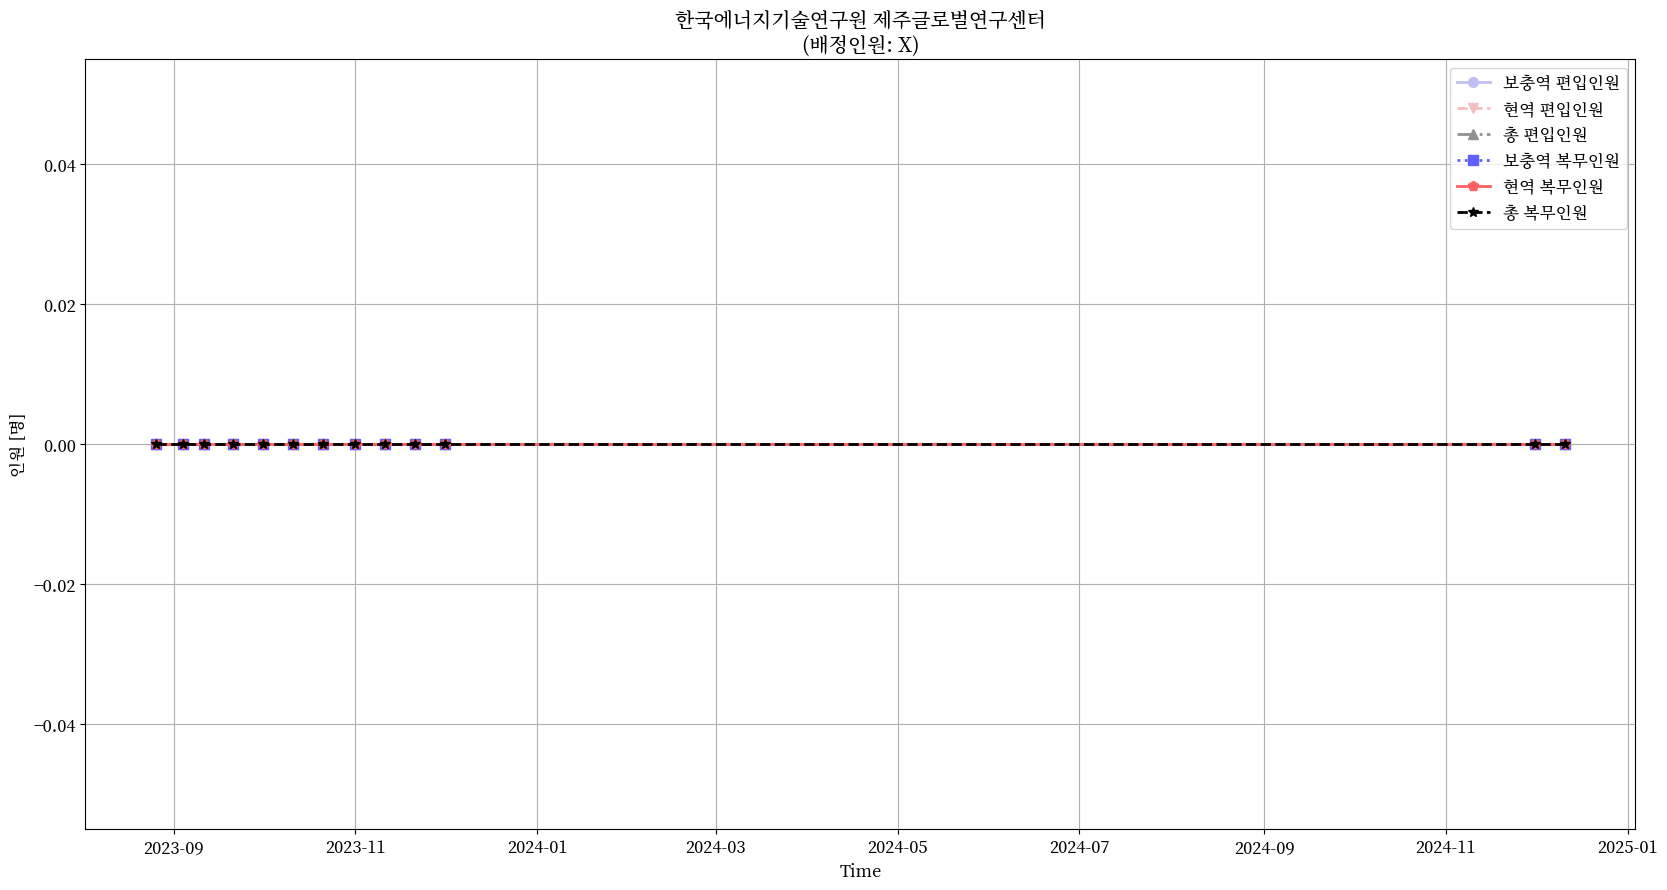 한국에너지기술연구원 제주글로벌연구센터
(배정인원: X)
보충역 편입인원
현역 편입인원
총 편입인원
보충역 복무인원
현역 복무인원
총 복무인원
인원 [명]
0.04
0.02
0.00
−0.02
−0.04
2023-09
2023-11
2024-01
2024-03
2024-05
2024-07
2024-09
2024-11
2025-01
Time